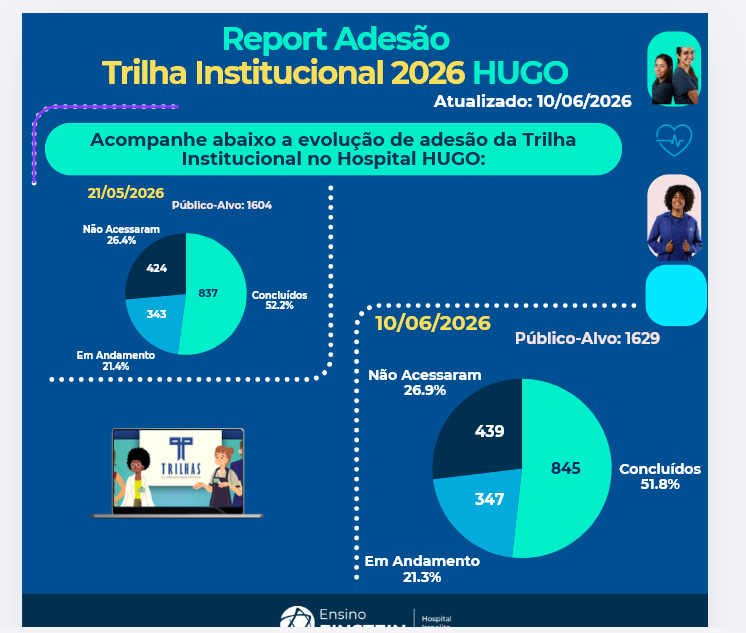 Report Adesão
Trilha Institucional 2026 HUGO
Atualizado: 10/06/2026
Acompanhe abaixo a evolução de adesão da Trilha
Institucional no Hospital HUGO:
21/05/2026
Público-Alvo: 1604
Não Acessaram
26.4%
424
837
Concluídos
52.2%
343
Em Andamento
21.4%
10/06/2026
Público-Alvo: 1629
Não Acessaram
26.9%
439
845
Concluídos
51.8%
347
Em Andamento
21.3%
TRILHAS
Ensino
EINSTEIN
Hospital